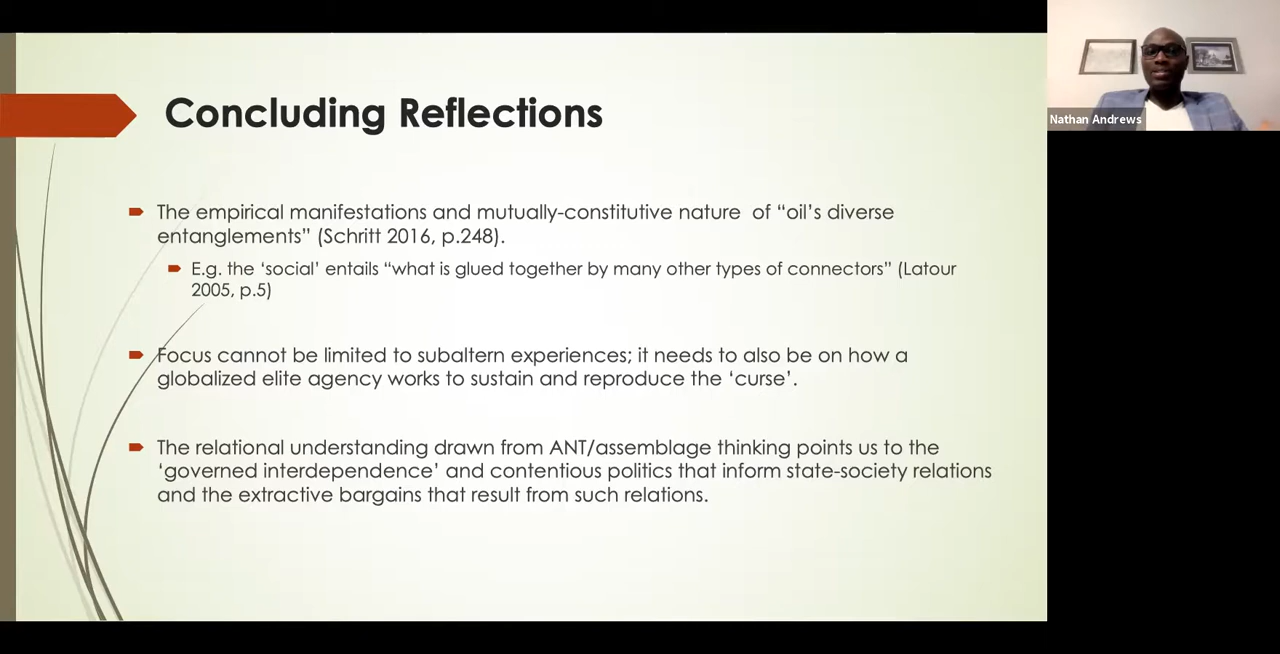 Concluding Reflections
The empirical manifestations and mutually-constitutive nature  of “oil’s diverse
entanglements” (Schritt 2016, p.248).
E.g. the ‘social’ entails “what is glued together by many other types of connectors” (Latour
2005, p.5)
Focus cannot be limited to subaltern experiences; it needs to also be on how a
globalized elite agency works to sustain and reproduce the ‘curse’.
The relational understanding drawn from ANT/assemblage thinking points us to the
‘governed interdependence’ and contentious politics that inform state-society relations
and the extractive bargains that result from such relations.
Nathan Andrews